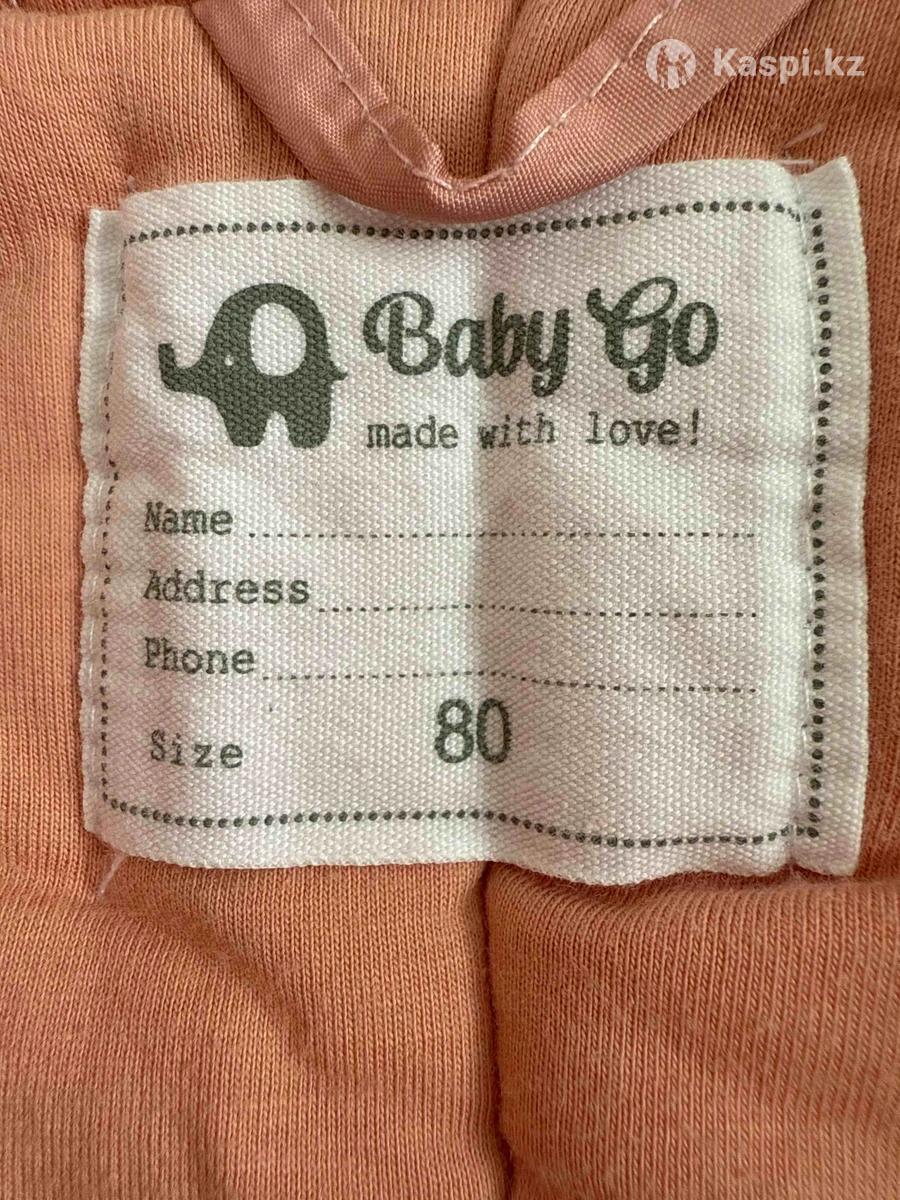 Kaspi.kz
Baby Go
made with love!
Name
Address
Phone
Size 80